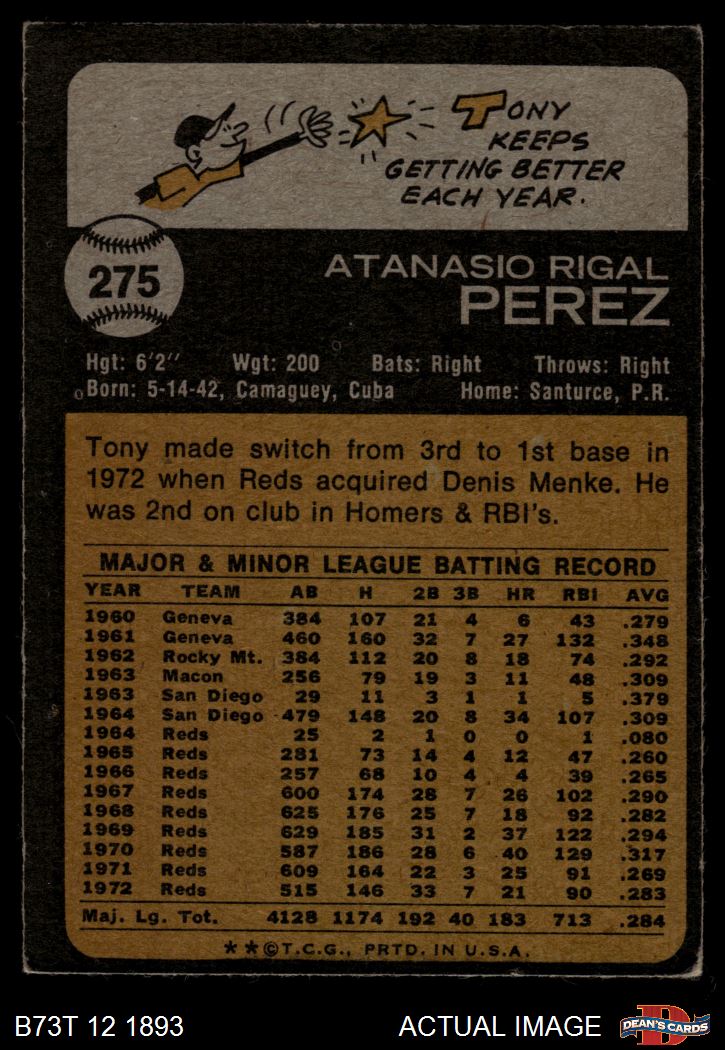 TONY
KEEPS
GETTING BETTER
EACH YEAR.
275
ATANASIO RIGAL
PEREZ
Hgt: 6'2" Wgt: 200 Bats: Right Throws: Right
Born: 5-14-42, Camaguey, Cuba Home: Santurce, P.R.
Tony made switch from 3rd to 1st base in
1972 when Reds acquired Denis Menke. He
was 2nd on club in Homers & RBI's.
MAJOR & MINOR LEAGUE BATTING RECORD
YEAR TEAM AB H 2B 3B HR RBI AVG
1960 Geneva 384 107 21 4 6 43 .279
1961 Geneva 460 160 32 7 27 132 .348
1962 Rocky Mt. 384 112 20 8 18 74 .292
1963 Macon 256 79 19 3 11 48 .309
1963 San Diego 29 11 3 1 1 5 .379
1964 San Diego 479 148 20 8 34 107 .309
1964 Reds 25 2 1 0 0 1 .080
1965 Reds 281 73 14 4 12 47 .260
1966 Reds 257 68 10 4 4 39 .265
1967 Reds 600 174 28 7 26 102 .290
1968 Reds 625 176 25 7 18 92 .282
1969 Reds 629 185 31 2 37 122 .294
1970 Reds 587 186 28 6 40 129 .317
1971 Reds 609 164 22 3 25 91 .269
1972 Reds 515 146 33 7 21 90 .283
Maj. Lg. Tot. 4128 1174 192 40 183 713 .284
**©T.C.G., PRTD. IN U.S.A.
B73T 12 1893 ACTUAL IMAGE D DEAN'S CARDS